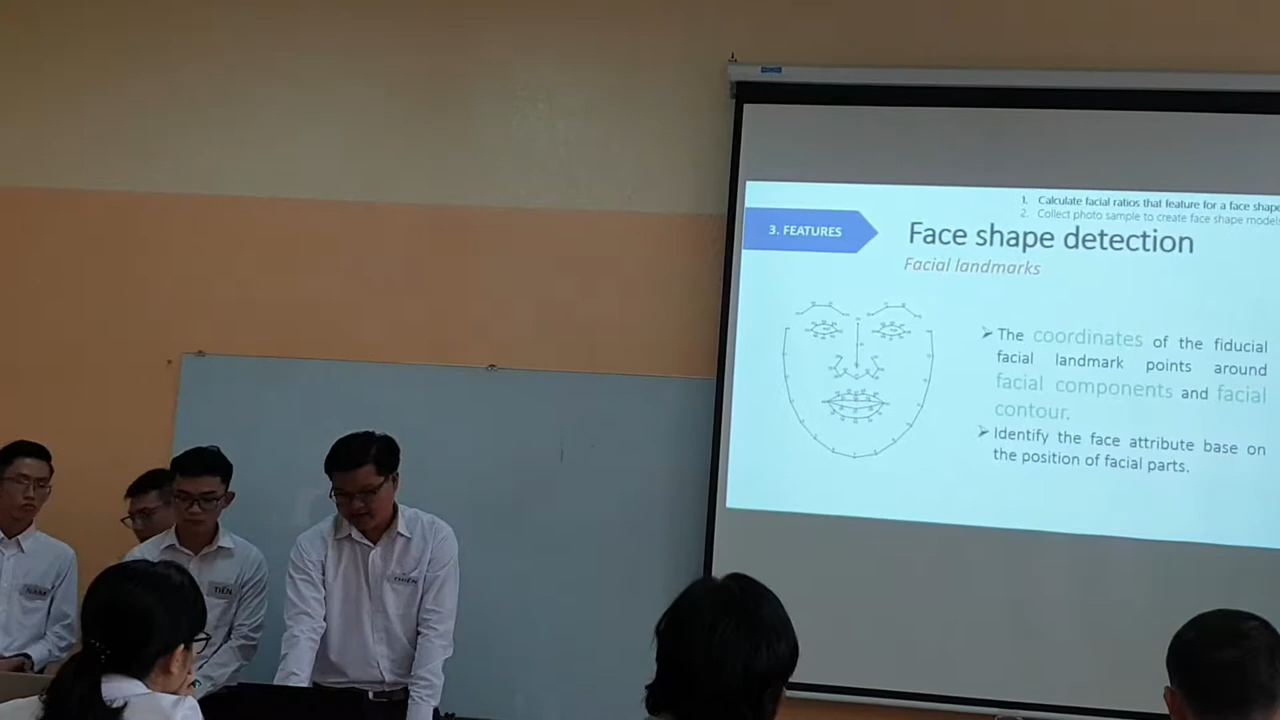 1. Calculate facial ratios that feature for a face shape
2. Collect photo sample to create face shape models
3. FEATURES
Face shape detection
Facial landmarks
➢ The coordinates of the fiducial
facial landmark points around
facial components and facial
contour.
➢ Identify the face attribute base on
the position of facial parts.
NAM
TIẾN
THIÊN